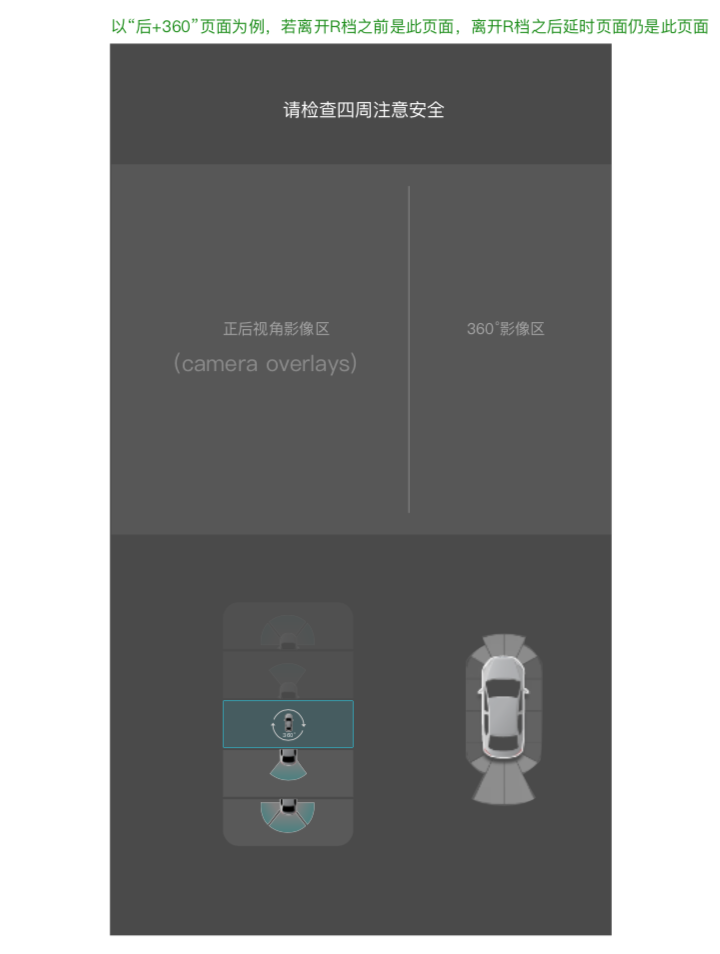 以“后+360”页面为例，若离开R档之前是此页面，离开R档之后延时页面仍是此页面
请检查四周注意安全
正后视角影像区
360°影像区
(camera overlays)
360°